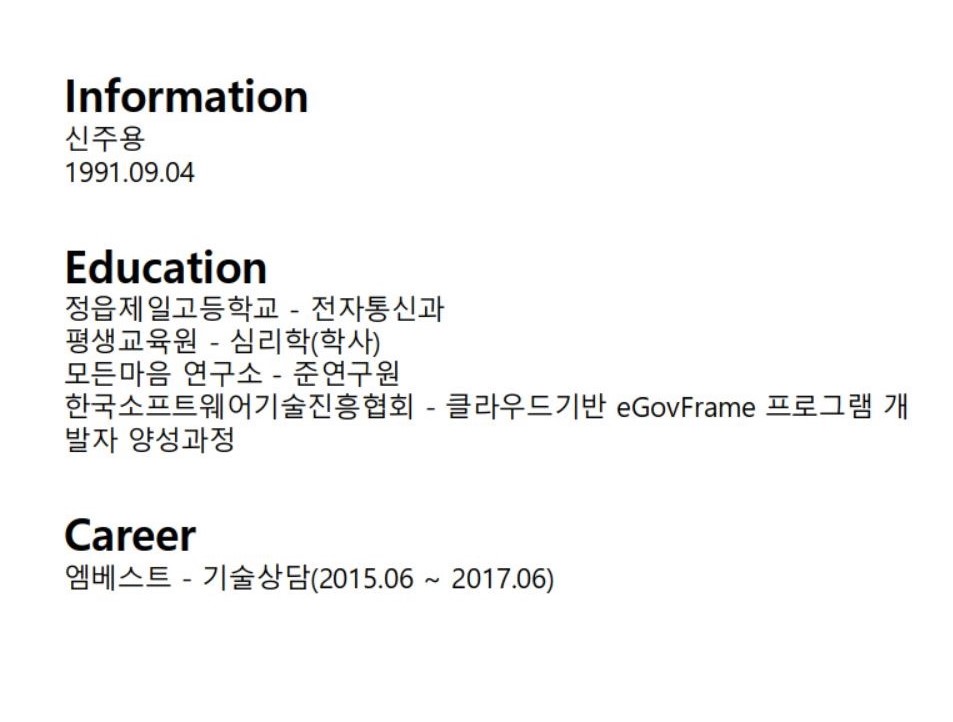 Information
신주용
1991.09.04
Education
정읍제일고등학교 - 전자통신과
평생교육원 - 심리학(학사)
모든마음 연구소 - 준연구원
한국소프트웨어기술진흥협회 - 클라우드기반 eGovFrame 프로그램 개
발자 양성과정
Career
엠베스트 - 기술상담(2015.06 ~ 2017.06)